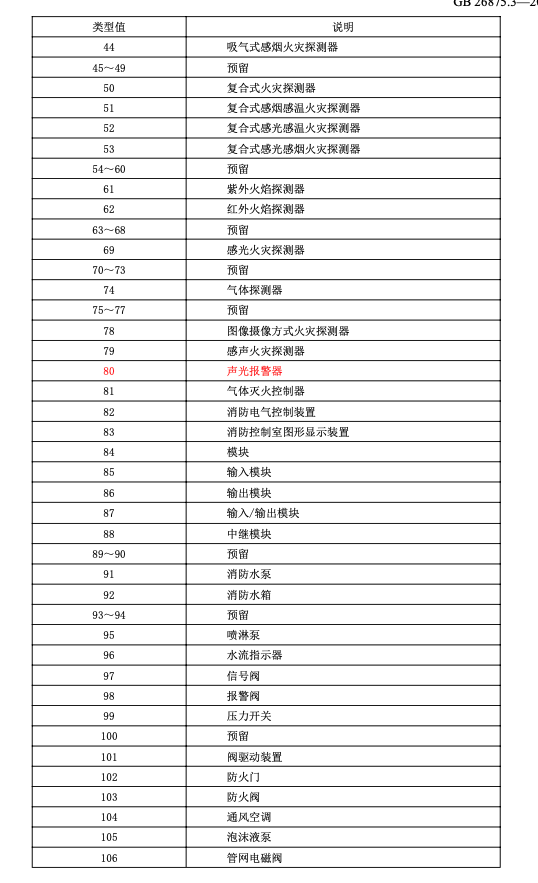 GB 26875.3—20
类型值 说明
44 吸气式感烟火灾探测器
45～49 预留
50 复合式火灾探测器
51 复合式感烟感温火灾探测器
52 复合式感光感温火灾探测器
53 复合式感光感烟火灾探测器
54～60 预留
61 紫外火焰探测器
62 红外火焰探测器
63～68 预留
69 感光火灾探测器
70～73 预留
74 气体探测器
75～77 预留
78 图像摄像方式火灾探测器
79 感声火灾探测器
80 声光报警器
81 气体灭火控制器
82 消防电气控制装置
83 消防控制室图形显示装置
84 模块
85 输入模块
86 输出模块
87 输入/输出模块
88 中继模块
89～90 预留
91 消防水泵
92 消防水箱
93～94 预留
95 喷淋泵
96 水流指示器
97 信号阀
98 报警阀
99 压力开关
100 预留
101 阀驱动装置
102 防火门
103 防火阀
104 通风空调
105 泡沫液泵
106 管网电磁阀